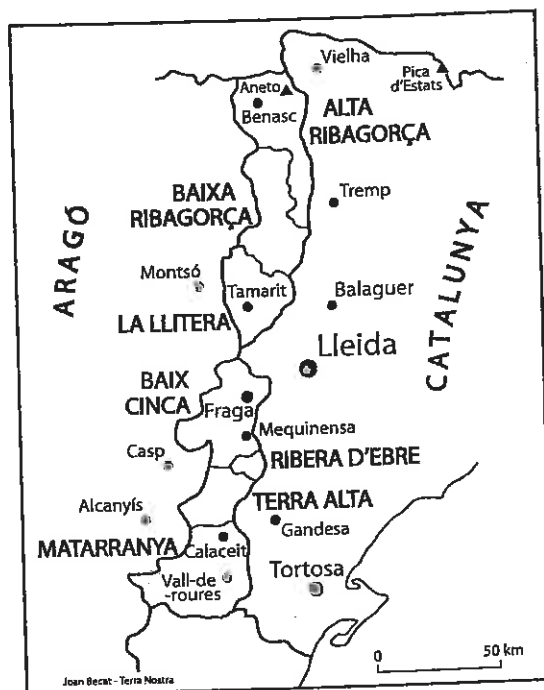 Vielha
Aneto
Pica
d'Estats
Benasc
ALTA
RIBAGORÇA
BAIXA
RIBAGORÇA
Tremp
ARAGÓ
CATALUNYA
Montsó
Tamarit
Balaguer
LA LLITERA
Lleida
BAIX
CINCA
Fraga
Mequinensa
Casp
RIBERA D'EBRE
Alcanyís
TERRA ALTA
Gandesa
MATARRANYA
Calaceit
Vall-de
-roures
Tortosa
0
50 km
Joan Becat - Terra Nostra